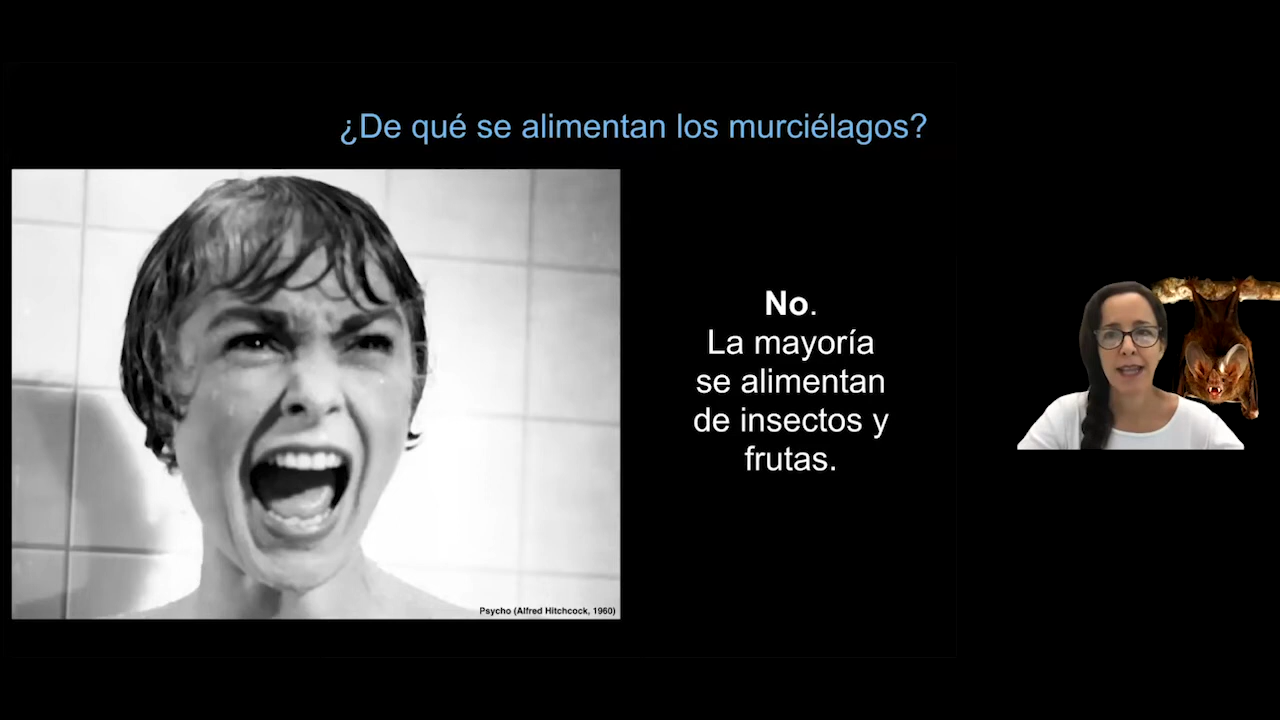 ¿De qué se alimentan los murciélagos?
No.
La mayoría
se alimentan
de insectos y
frutas.
Psycho (Alfred Hitchcock, 1960)